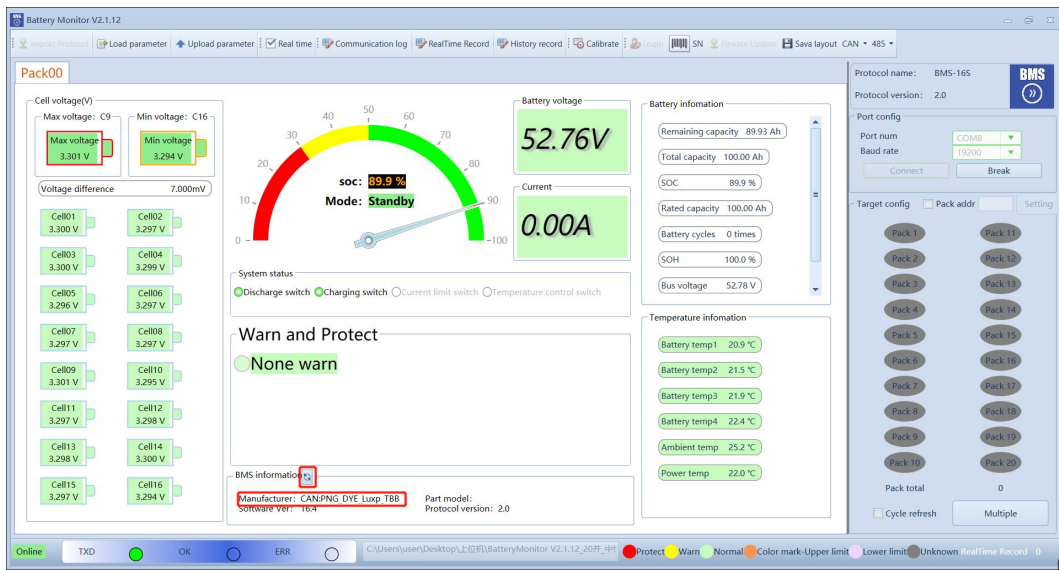 Battery Monitor V2.1.12
Import Protocol Load parameter Upload parameter Real time Communication log RealTime Record History record Calibrate Login SN Fireware Update Sava layout CAN 485
Pack00
Cell voltage(V)
Max voltage: C9 Min voltage: C16
Max voltage
3.301 V
Min voltage
3.294 V
Voltage difference 7.000mV
Cell01
3.300 V
Cell02
3.297 V
Cell03
3.300 V
Cell04
3.299 V
Cell05
3.296 V
Cell06
3.297 V
Cell07
3.297 V
Cell08
3.297 V
Cell09
3.301 V
Cell10
3.295 V
Cell11
3.297 V
Cell12
3.298 V
Cell13
3.298 V
Cell14
3.300 V
Cell15
3.297 V
Cell16
3.294 V
0 10 20 30 40 50 60 70 80 90 100
soc: 89.9 %
Mode: Standby
Battery voltage
52.76V
Current
0.00A
System status
Discharge switch Charging switch Current limit switch Temperature control switch
Warn and Protect
None warn
BMS information
Manufacturer: CAN:PNG_DYE_Luxp_TBB Part model:
Software Ver: 16.4 Protocol version: 2.0
Battery infomation
Remaining capacity 89.93 Ah
Total capacity 100.00 Ah
SOC 89.9 %
Rated capacity 100.00 Ah
Battery cycles 0 times
SOH 100.0 %
Bus voltage 52.78 V
Temperature infomation
Battery temp1 20.9 ℃
Battery temp2 21.5 ℃
Battery temp3 21.9 ℃
Battery temp4 22.4 ℃
Ambient temp 25.2 ℃
Power temp 22.0 ℃
Protocol name: BMS-16S
Protocol version: 2.0
BMS
Port config
Port num COM8
Baud rate 19200
Connect Break
Target config Pack addr Setting
Pack 1 Pack 11
Pack 2 Pack 12
Pack 3 Pack 13
Pack 4 Pack 14
Pack 5 Pack 15
Pack 6 Pack 16
Pack 7 Pack 17
Pack 8 Pack 18
Pack 9 Pack 19
Pack 10 Pack 20
Pack total 0
Cycle refresh Multiple
Online TXD OK ERR C:\Users\user\Desktop\上位机\BatteryMonitor V2.1.12_20开_中 Protect Warn Normal Color mark-Upper limit Lower limit Unknown RealTime Record 0